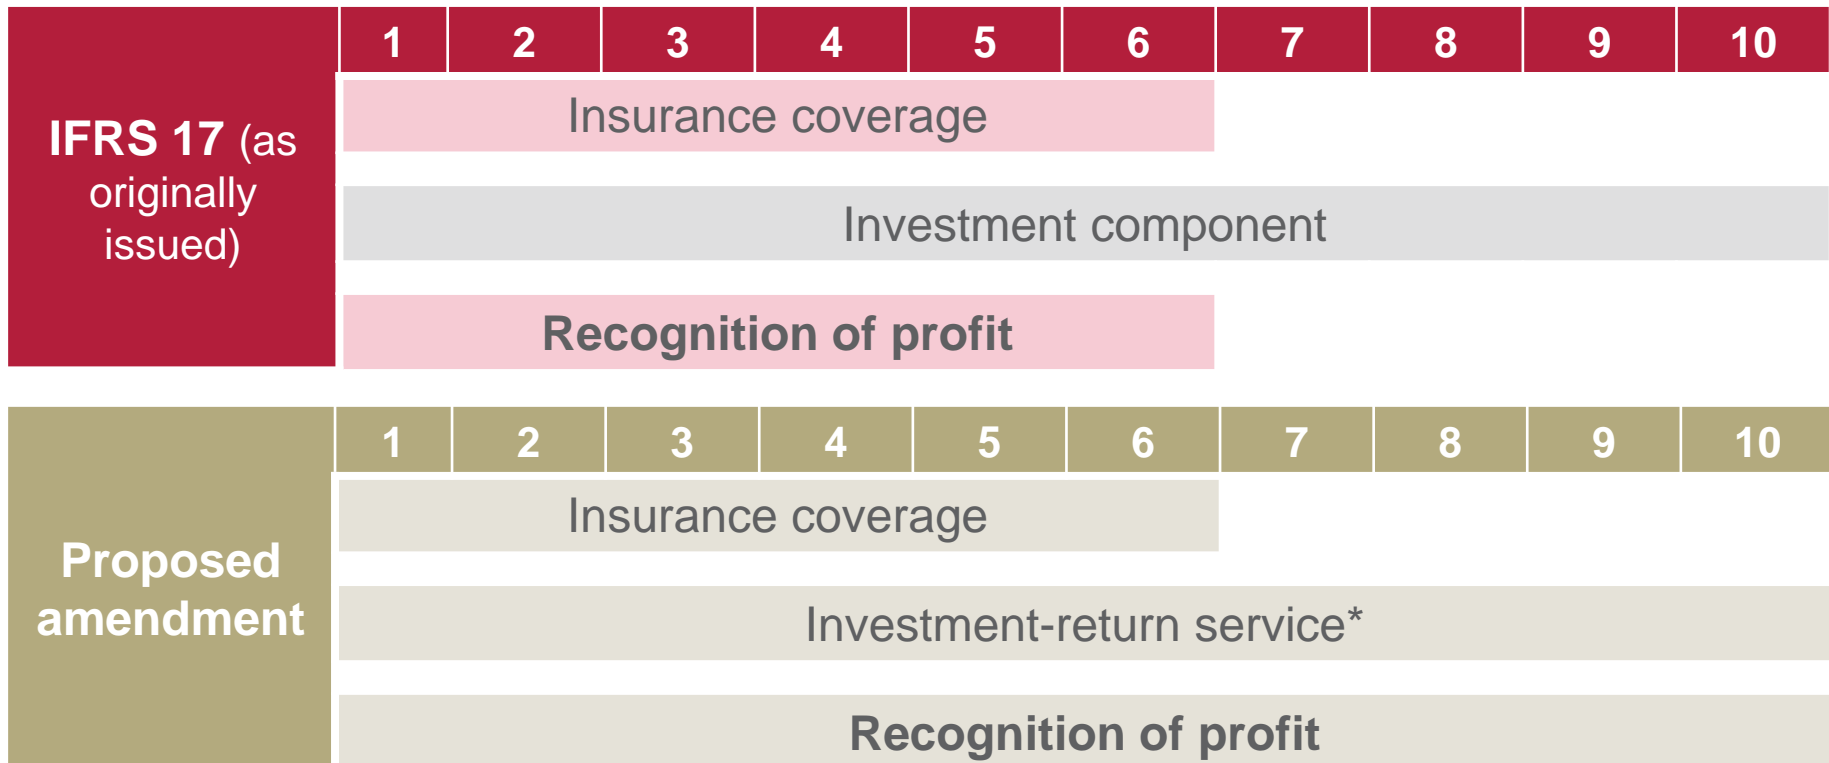 1 2 3 4 5 6 7 8 9 10
IFRS 17 (as
originally
issued)
Insurance coverage
Investment component
Recognition of profit
1 2 3 4 5 6 7 8 9 10
Proposed
amendment
Insurance coverage
Investment-return service*
Recognition of profit